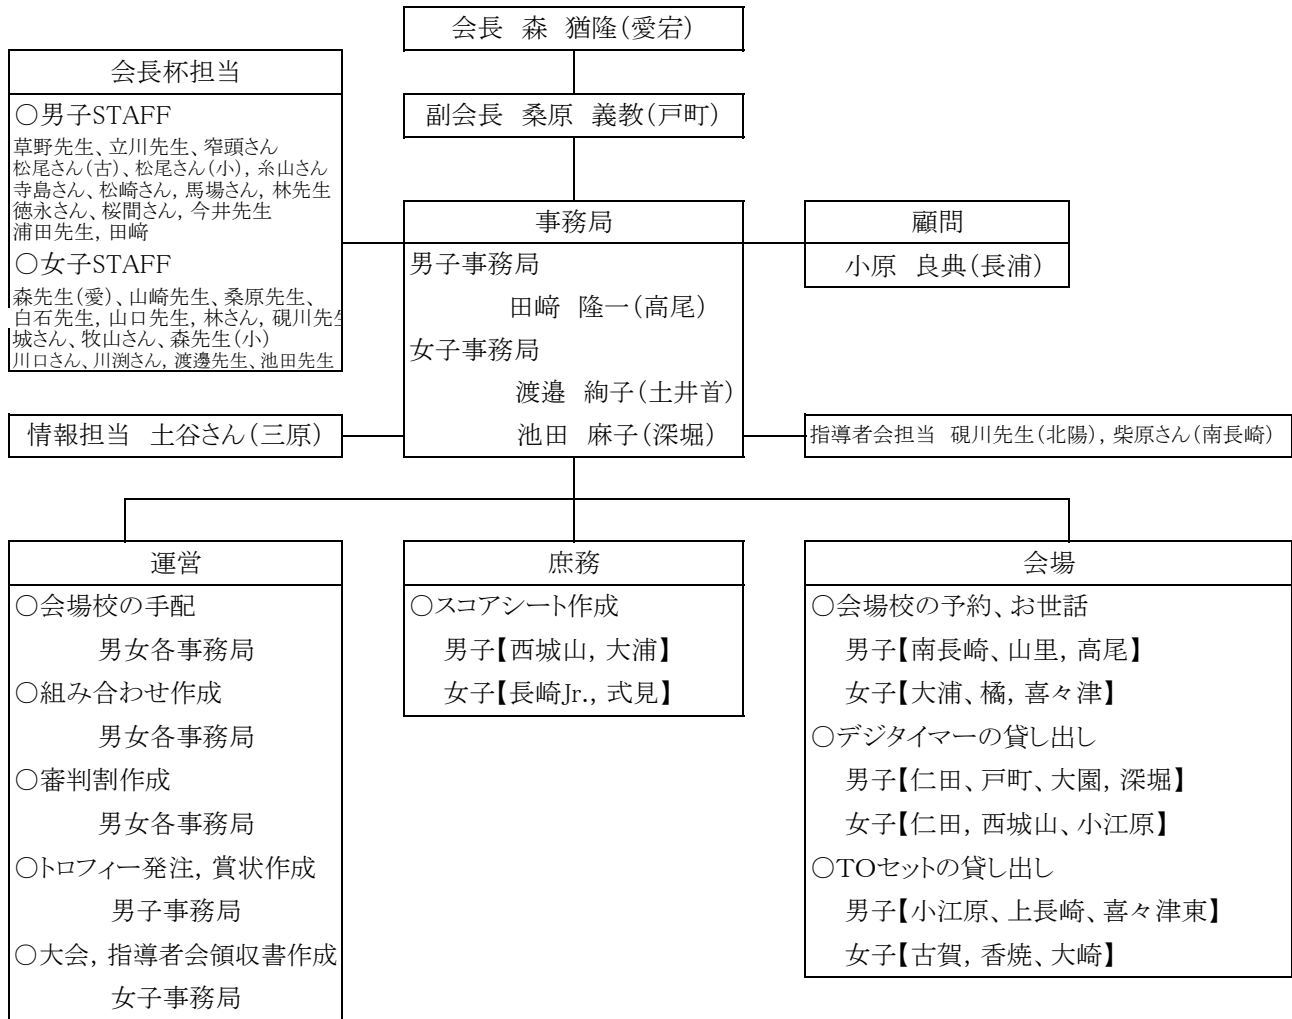 会長 森 猶隆(愛宕)
会長杯担当
○男子STAFF
草野先生、立川先生、窄頭さん
松尾さん(古)、松尾さん(小), 糸山さん
寺島さん、松崎さん, 馬場さん, 林先生
徳永さん、桜間さん, 今井先生
浦田先生, 田﨑
○女子STAFF
森先生(愛)、山崎先生、桑原先生、
白石先生, 山口先生, 林さん, 硯川先生
城さん、牧山さん、森先生(小)
川口さん、川渕さん, 渡邉先生、池田先生
副会長 桑原 義教(戸町)
事務局
男子事務局
田﨑 隆一(高尾)
女子事務局
渡邉 絢子(土井首)
池田 麻子(深堀)
顧問
小原 良典(長浦)
情報担当 土谷さん(三原)
指導者会担当 硯川先生(北陽), 柴原さん(南長崎)
運営
○会場校の手配
男女各事務局
○組み合わせ作成
男女各事務局
○審判割作成
男女各事務局
○トロフィー発注, 賞状作成
男子事務局
○大会, 指導者会領収書作成
女子事務局
庶務
○スコアシート作成
男子【西城山, 大浦】
女子【長崎Jr., 式見】
会場
○会場校の予約、お世話
男子【南長崎、山里, 高尾】
女子【大浦、橘, 喜々津】
○デジタイマーの貸し出し
男子【仁田、戸町、大園, 深堀】
女子【仁田, 西城山、小江原】
○TOセットの貸し出し
男子【小江原、上長崎、喜々津東】
女子【古賀, 香焼、大崎】